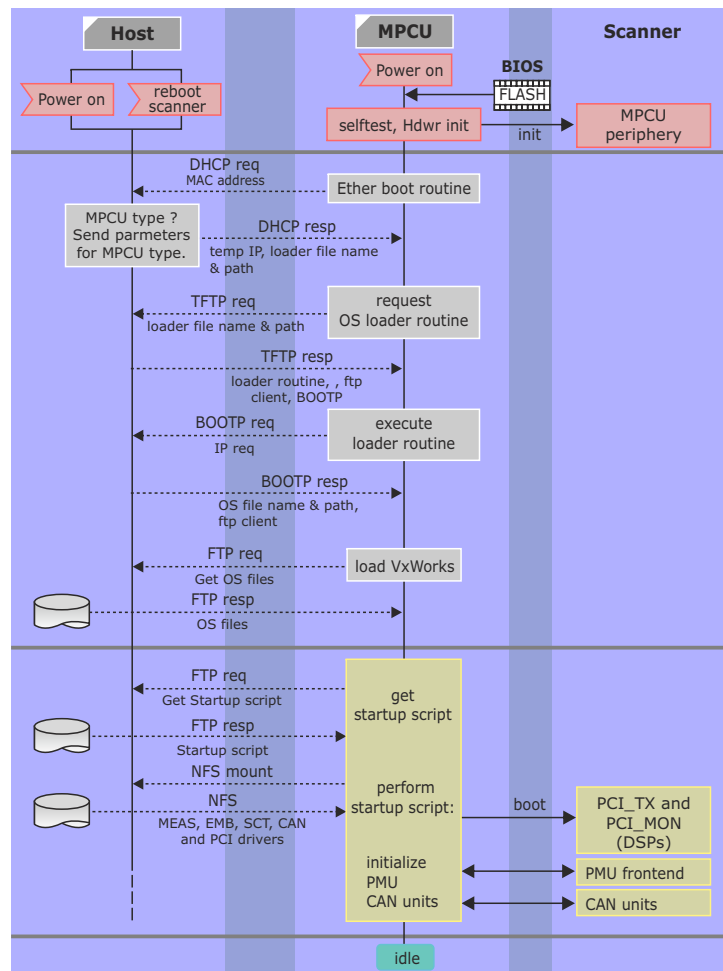 Host
MPCU
Scanner
Power on
reboot
scanner
Power on
BIOS
FLASH
selftest, Hdwr init
init
MPCU
periphery
DHCP req
MAC address
Ether boot routine
MPCU type ?
Send parmeters
for MPCU type.
DHCP resp
temp IP, loader file name
& path
TFTP req
loader file name & path
request
OS loader routine
TFTP resp
loader routine, , ftp
client, BOOTP
BOOTP req
IP req
execute
loader routine
BOOTP resp
OS file name & path,
ftp client
FTP req
Get OS files
load VxWorks
FTP resp
OS files
FTP req
Get Startup script
get
startup script
FTP resp
Startup script
NFS mount
NFS
MEAS, EMB, SCT, CAN
and PCI drivers
perform
startup script:
boot
PCI_TX and
PCI_MON
(DSPs)
initialize
PMU
CAN units
PMU frontend
CAN units
idle